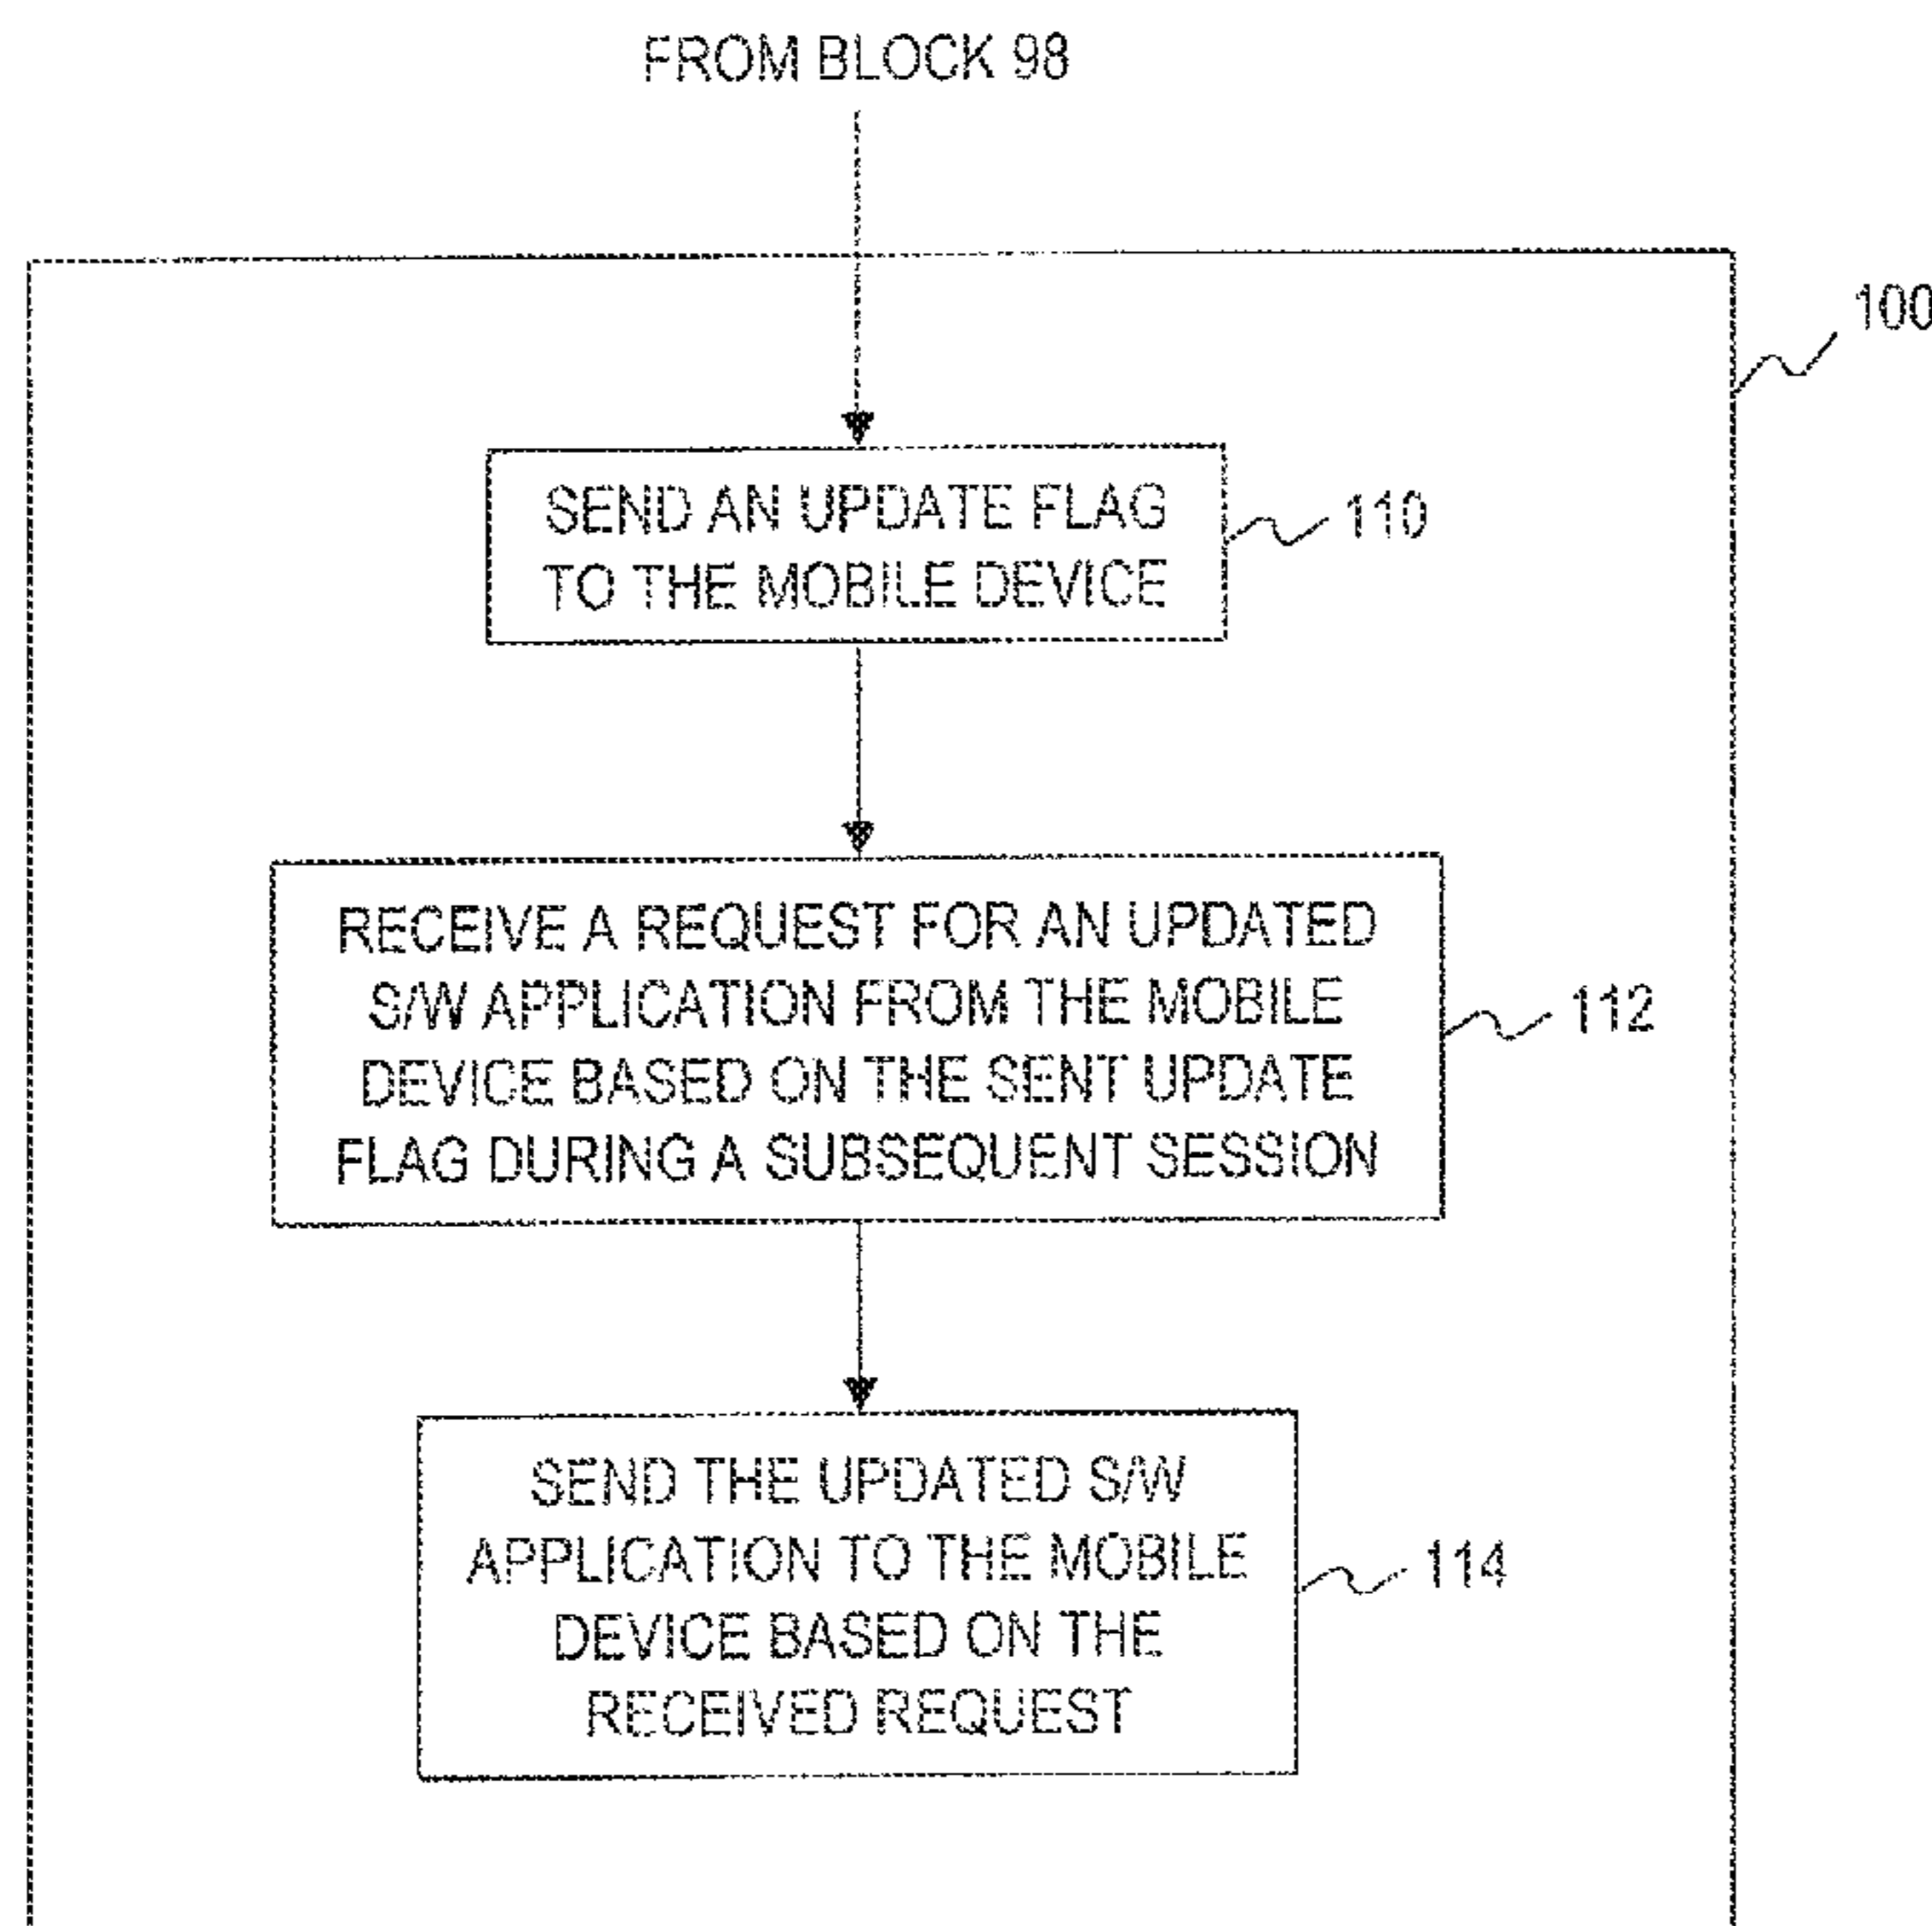 FROM BLOCK 98
100
SEND AN UPDATE FLAG
TO THE MOBILE DEVICE
110
RECEIVE A REQUEST FOR AN UPDATED
S/W APPLICATION FROM THE MOBILE
DEVICE BASED ON THE SENT UPDATE
FLAG DURING A SUBSEQUENT SESSION
112
SEND THE UPDATED S/W
APPLICATION TO THE MOBILE
DEVICE BASED ON THE
RECEIVED REQUEST
114